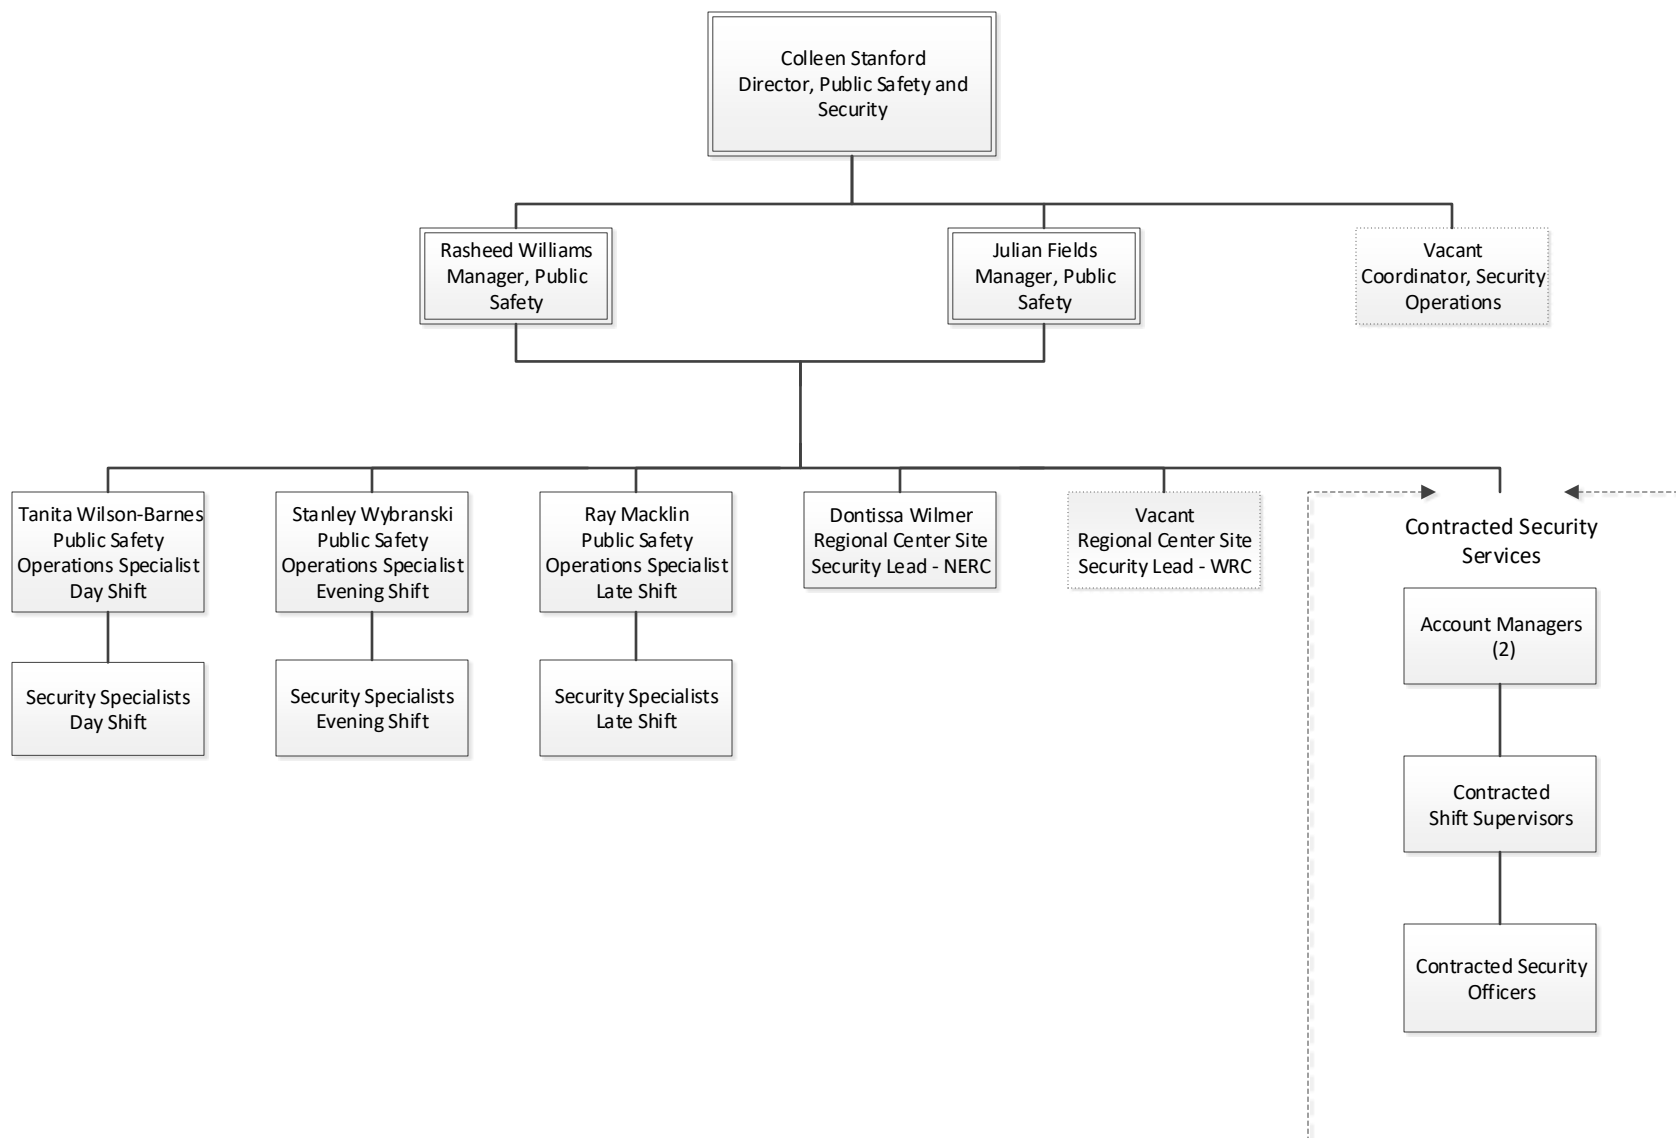 Colleen Stanford
Director, Public Safety and
Security
Rasheed Williams
Manager, Public
Safety
Julian Fields
Manager, Public
Safety
Vacant
Coordinator, Security
Operations
Tanita Wilson-Barnes
Public Safety
Operations Specialist
Day Shift
Stanley Wybranski
Public Safety
Operations Specialist
Evening Shift
Ray Macklin
Public Safety
Operations Specialist
Late Shift
Dontissa Wilmer
Regional Center Site
Security Lead - NERC
Vacant
Regional Center Site
Security Lead - WRC
Contracted Security
Services
Account Managers
(2)
Security Specialists
Day Shift
Security Specialists
Evening Shift
Security Specialists
Late Shift
Contracted
Shift Supervisors
Contracted Security
Officers